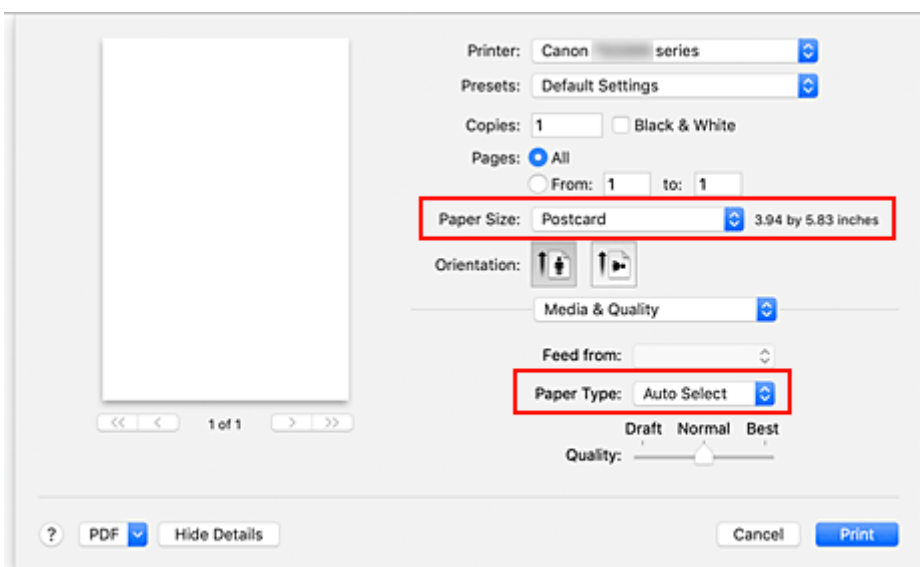 Printer: Canon series
Presets: Default Settings
Copies: 1 Black & White
Pages: All
From: 1 to: 1
Paper Size: Postcard 3.94 by 5.83 inches
Orientation:
Media & Quality
Feed from:
Paper Type: Auto Select
1 of 1
Draft Normal Best
Quality:
? PDF Hide Details Cancel Print